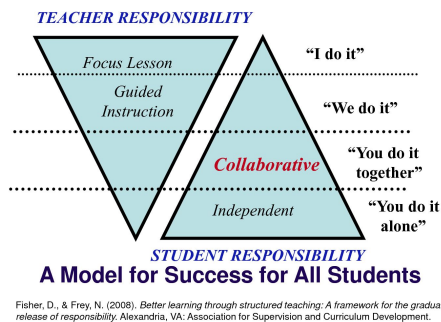 TEACHER RESPONSIBILITY
Focus Lesson
“I do it”
Guided
Instruction
“We do it”
Collaborative
“You do it
together”
Independent
“You do it
alone”
STUDENT RESPONSIBILITY
A Model for Success for All Students
Fisher, D., & Frey, N. (2008). Better learning through structured teaching: A framework for the gradua
release of responsibility. Alexandria, VA: Association for Supervision and Curriculum Development.